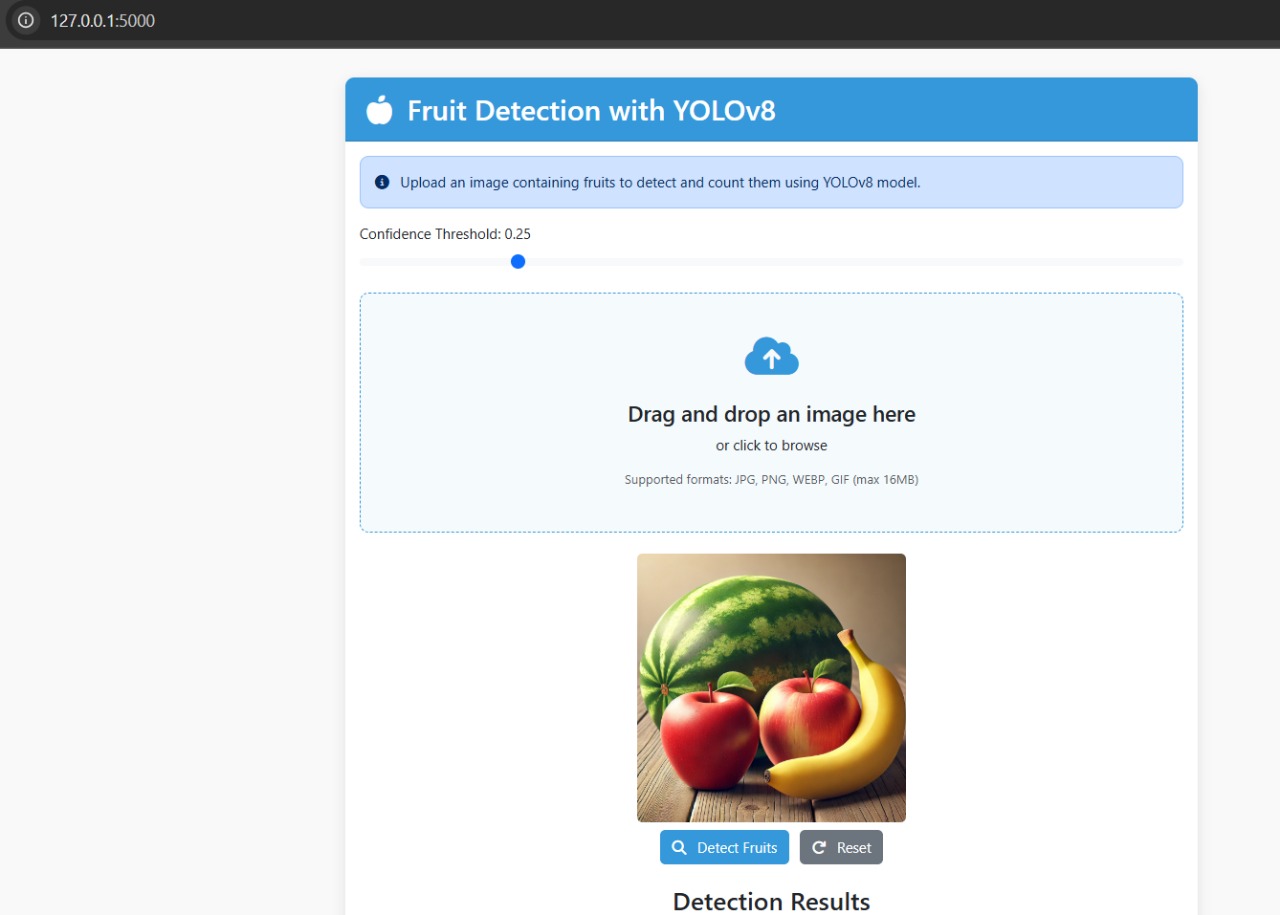 127.0.0.1:5000
Fruit Detection with YOLOv8
Upload an image containing fruits to detect and count them using YOLOv8 model.
Confidence Threshold: 0.25
Drag and drop an image here
or click to browse
Supported formats: JPG, PNG, WEBP, GIF (max 16MB)
Detect Fruits Reset
Detection Results